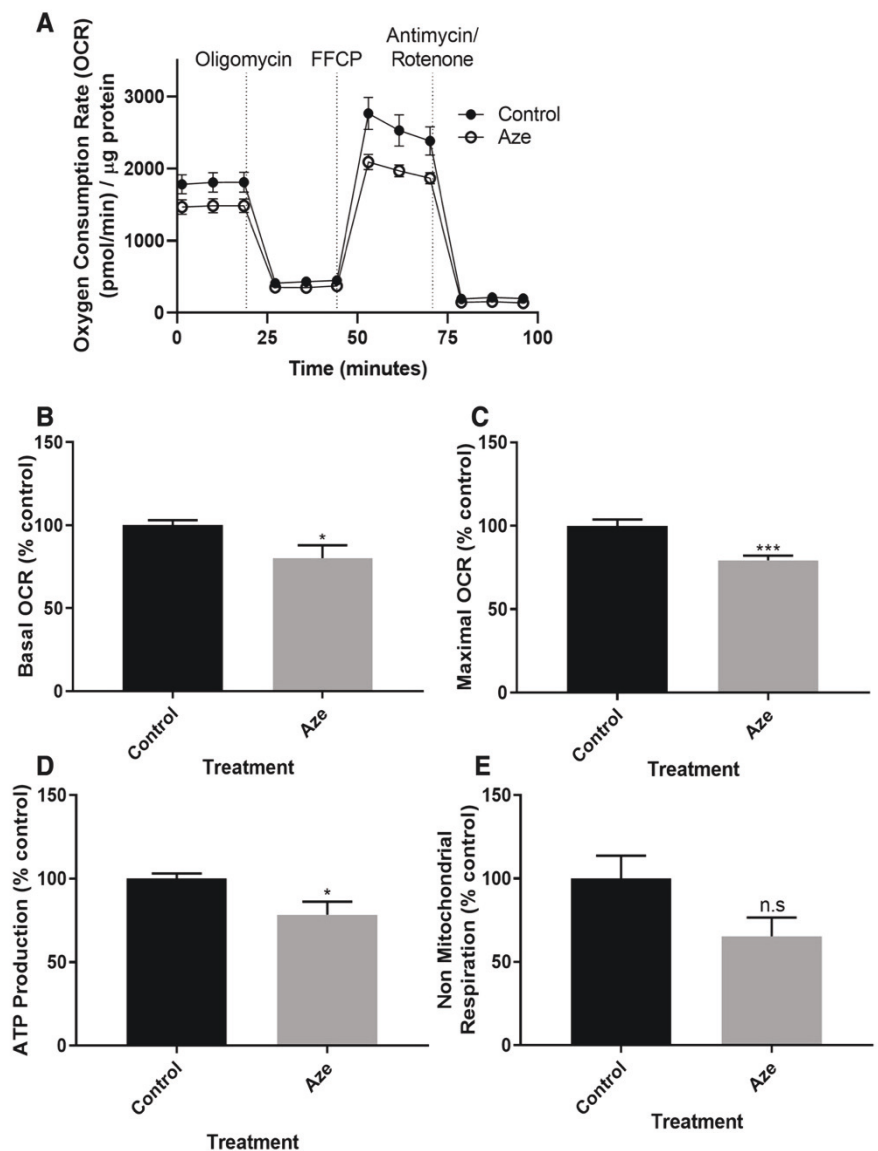 A
Oligomycin FFCP Antimycin/
Rotenone
Oxygen Consumption Rate (OCR)
(pmol/min) / μg protein
3000
2000
1000
0
0 25 50 75 100
Time (minutes)
Control
Aze
B
Basal OCR (% control)
150
100
50
0
*
Control
Aze
Treatment
C
Maximal OCR (% control)
150
100
50
0
***
Control
Aze
Treatment
D
ATP Production (% control)
150
100
50
0
*
Control
Aze
Treatment
E
Non Mitochondrial
Respiration (% control)
150
100
50
0
n.s
Control
Aze
Treatment